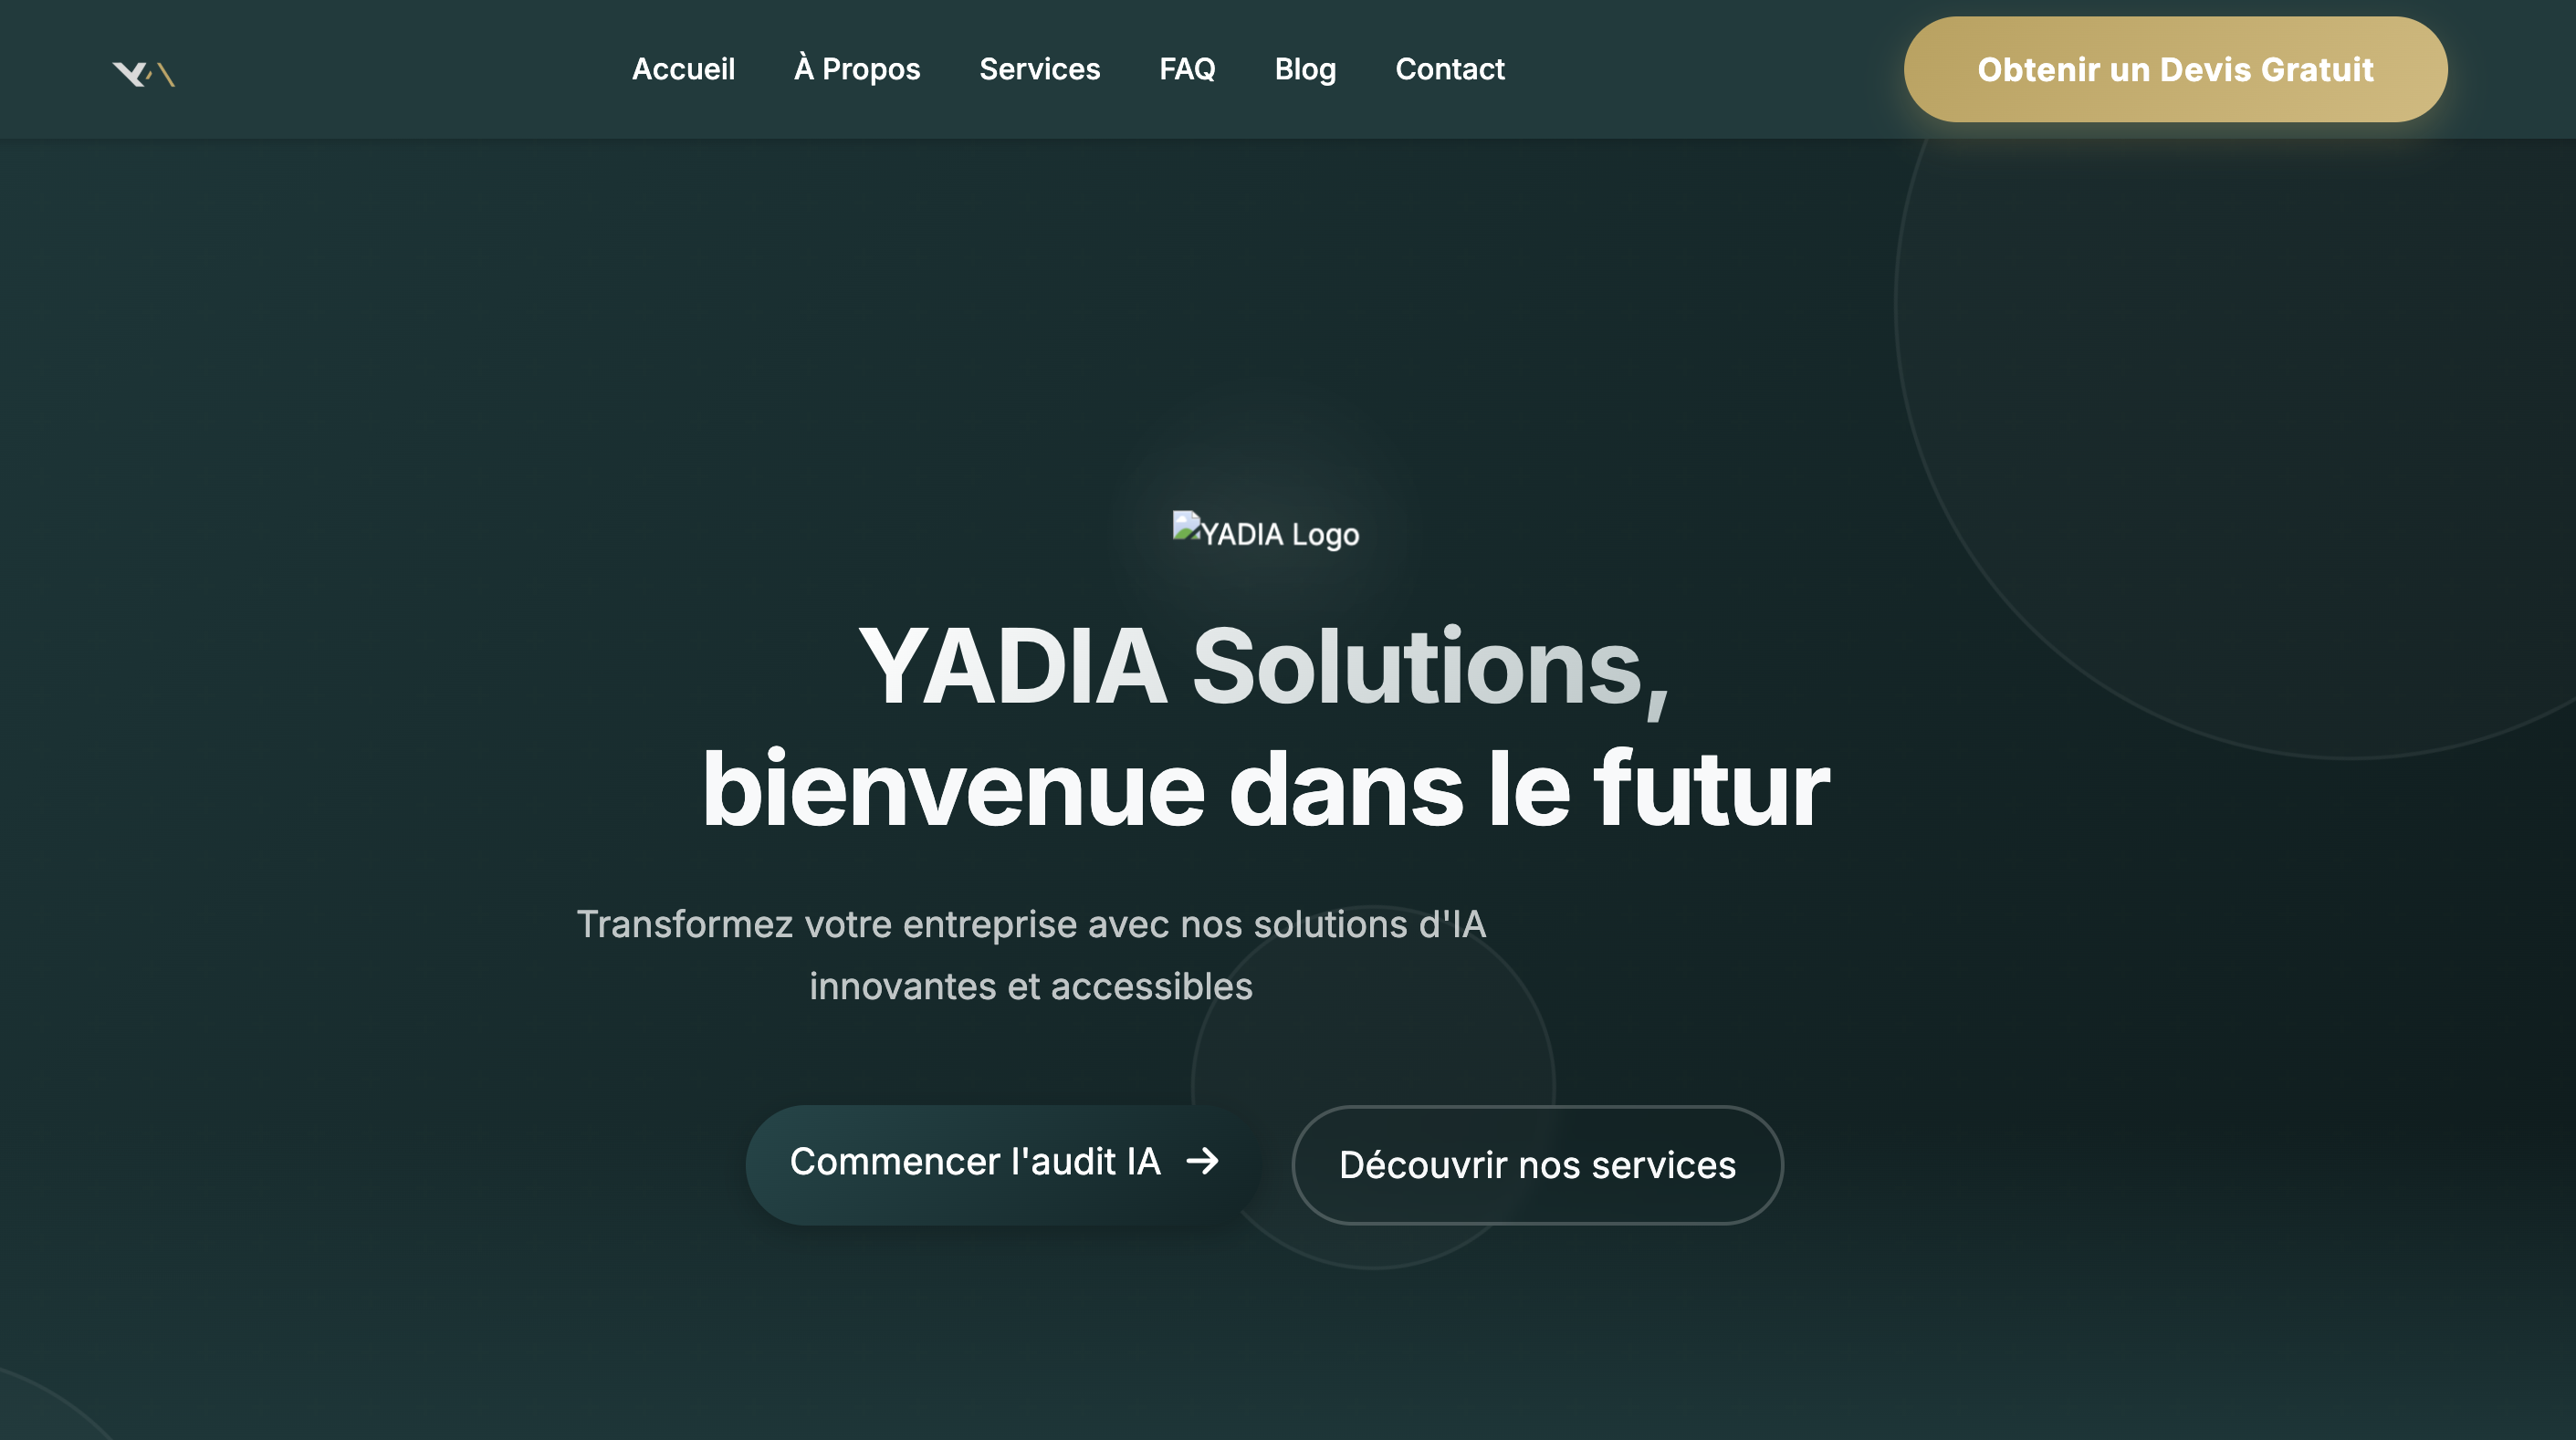 Accueil
À Propos
Services
FAQ
Blog
Contact
Obtenir un Devis Gratuit
YADIA Logo
YADIA Solutions,
bienvenue dans le futur
Transformez votre entreprise avec nos solutions d'IA
innovantes et accessibles
Commencer l'audit IA →
Découvrir nos services